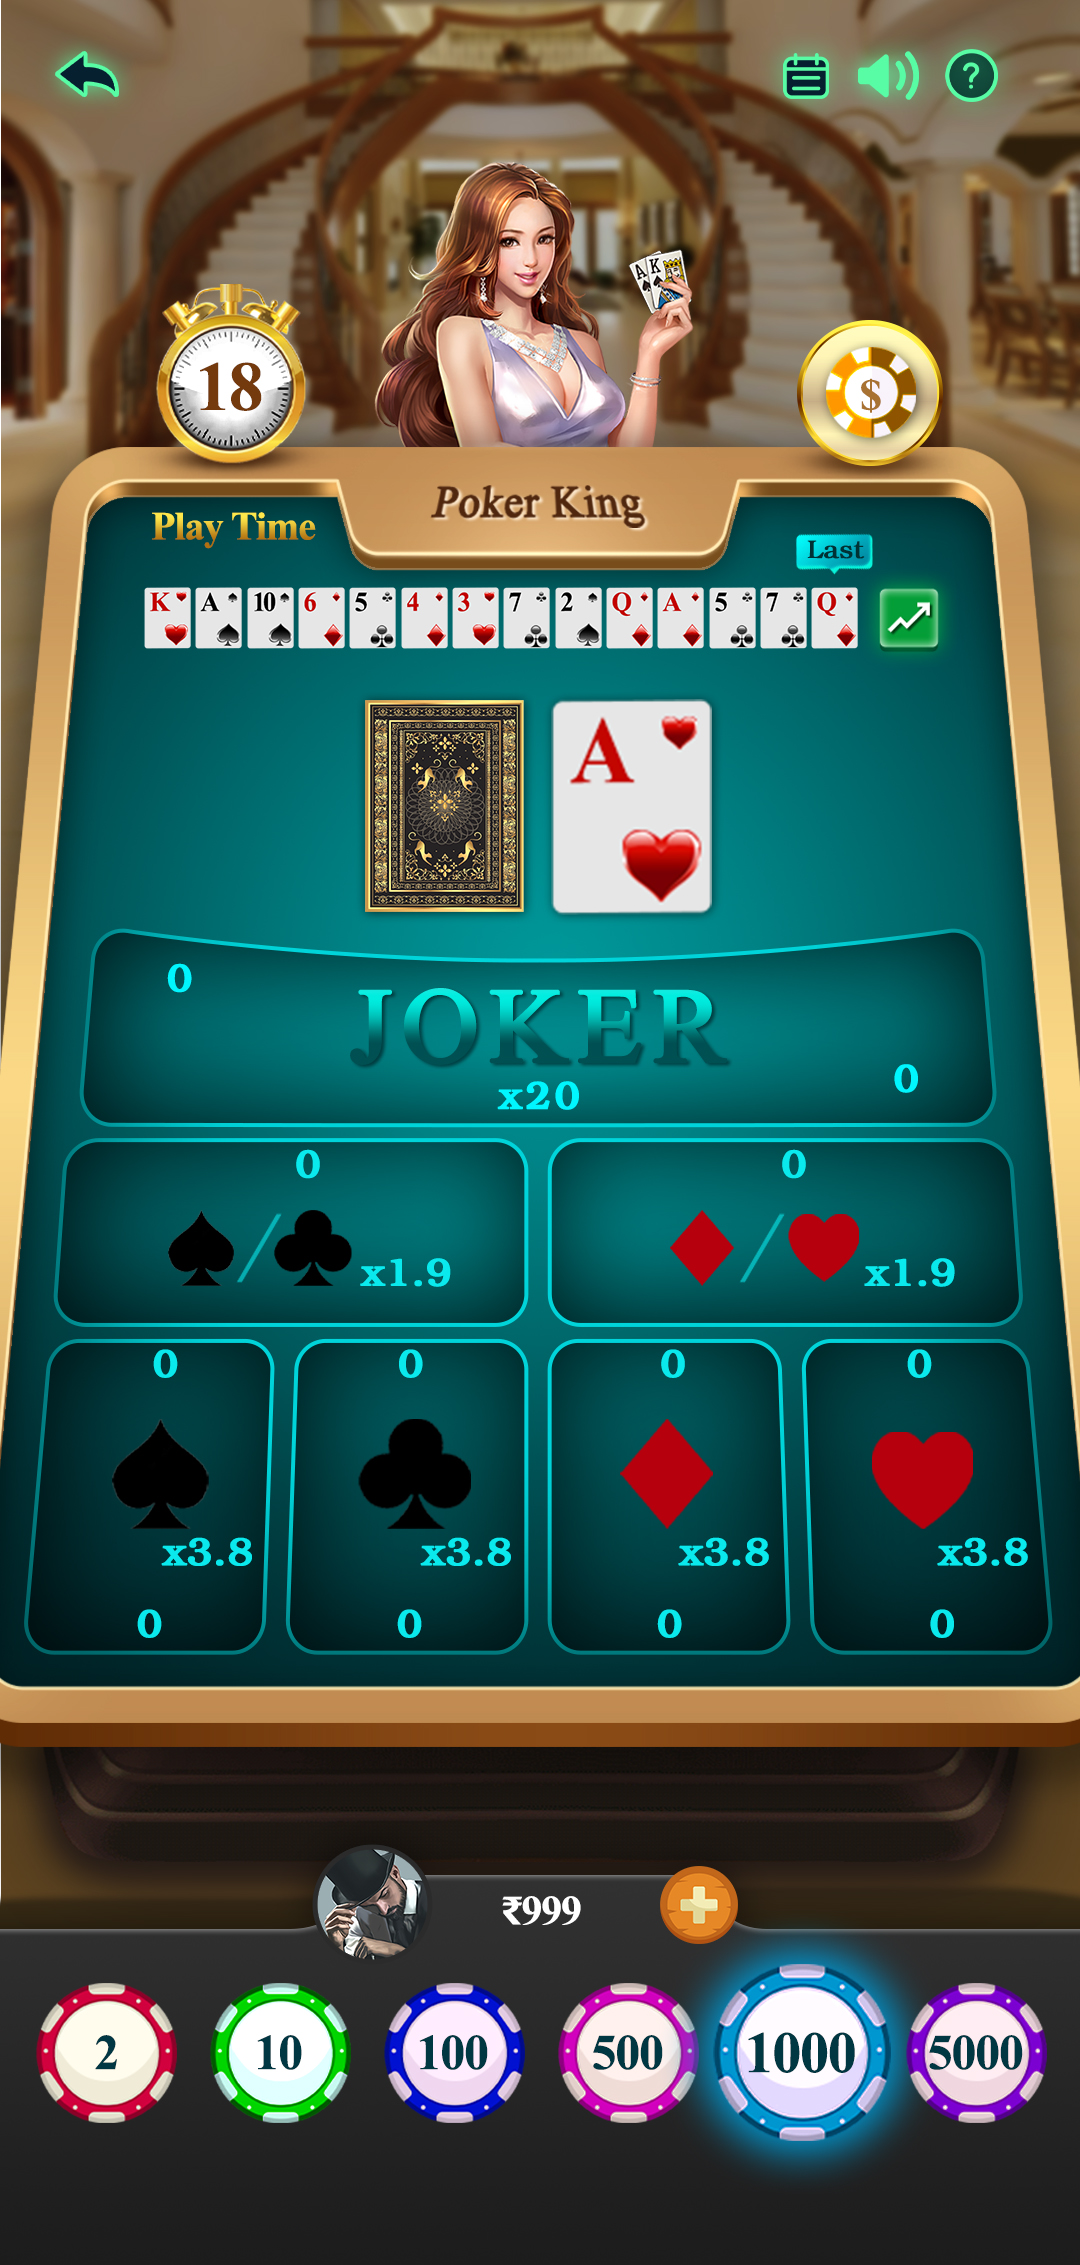 ?
A K
18
$
Poker King
Play Time
Last
K A 10 6 5 4 3 7 2 Q A 5 7 Q
A
0
JOKER
x20
0
0 0
x1.9 x1.9
0 0 0 0
x3.8 x3.8 x3.8 x3.8
0 0 0 0
₹999
2 10 100 500 1000 5000